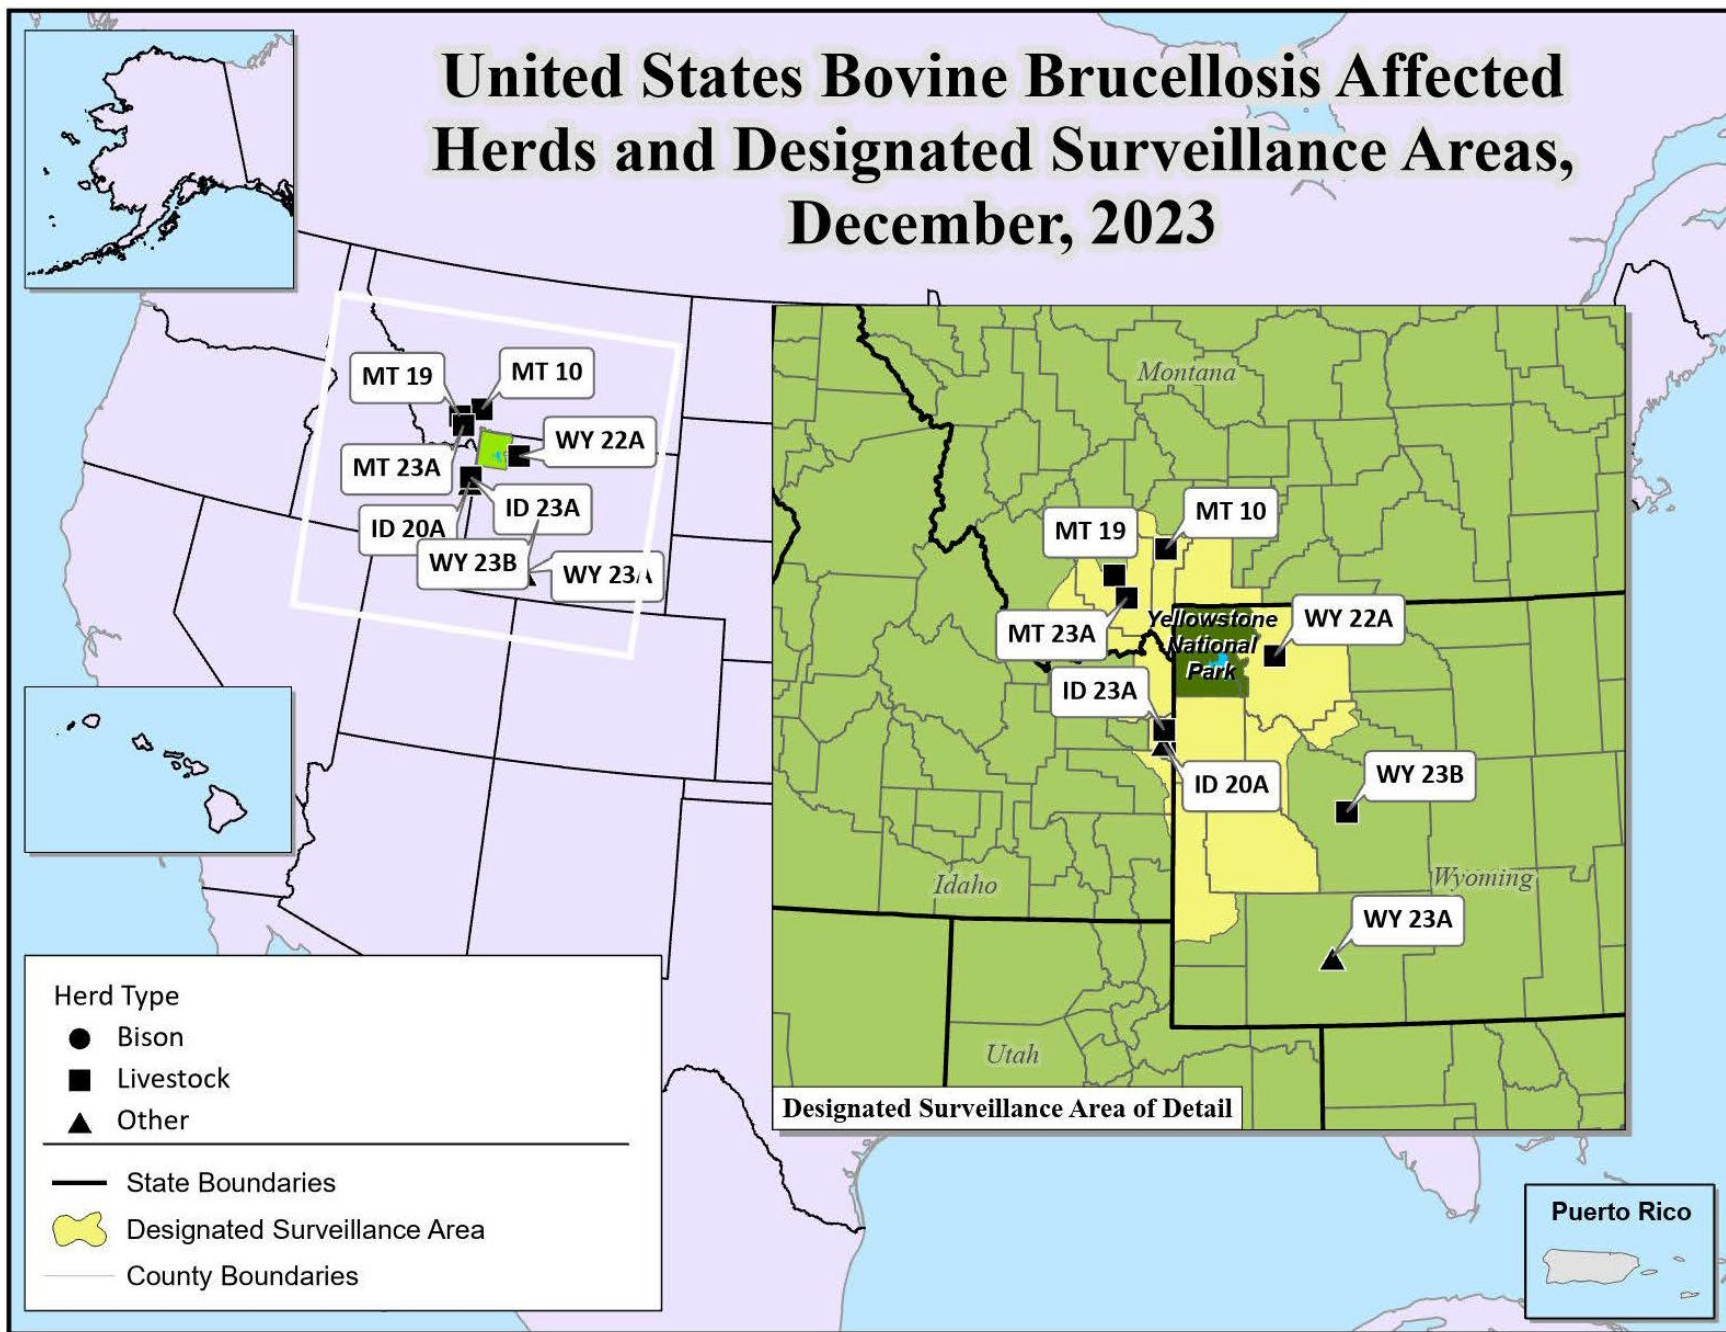 United States Bovine Brucellosis Affected
Herds and Designated Surveillance Areas,
December, 2023
MT 19
MT 10
WY 22A
MT 23A
ID 23A
ID 20A
WY 23B
WY 23A
Montana
MT 10
MT 19
Yellowstone
National
Park
WY 22A
MT 23A
ID 23A
ID 20A
WY 23B
Idaho
Wyoming
WY 23A
Utah
Designated Surveillance Area of Detail
Herd Type
Bison
Livestock
Other
State Boundaries
Designated Surveillance Area
County Boundaries
Puerto Rico